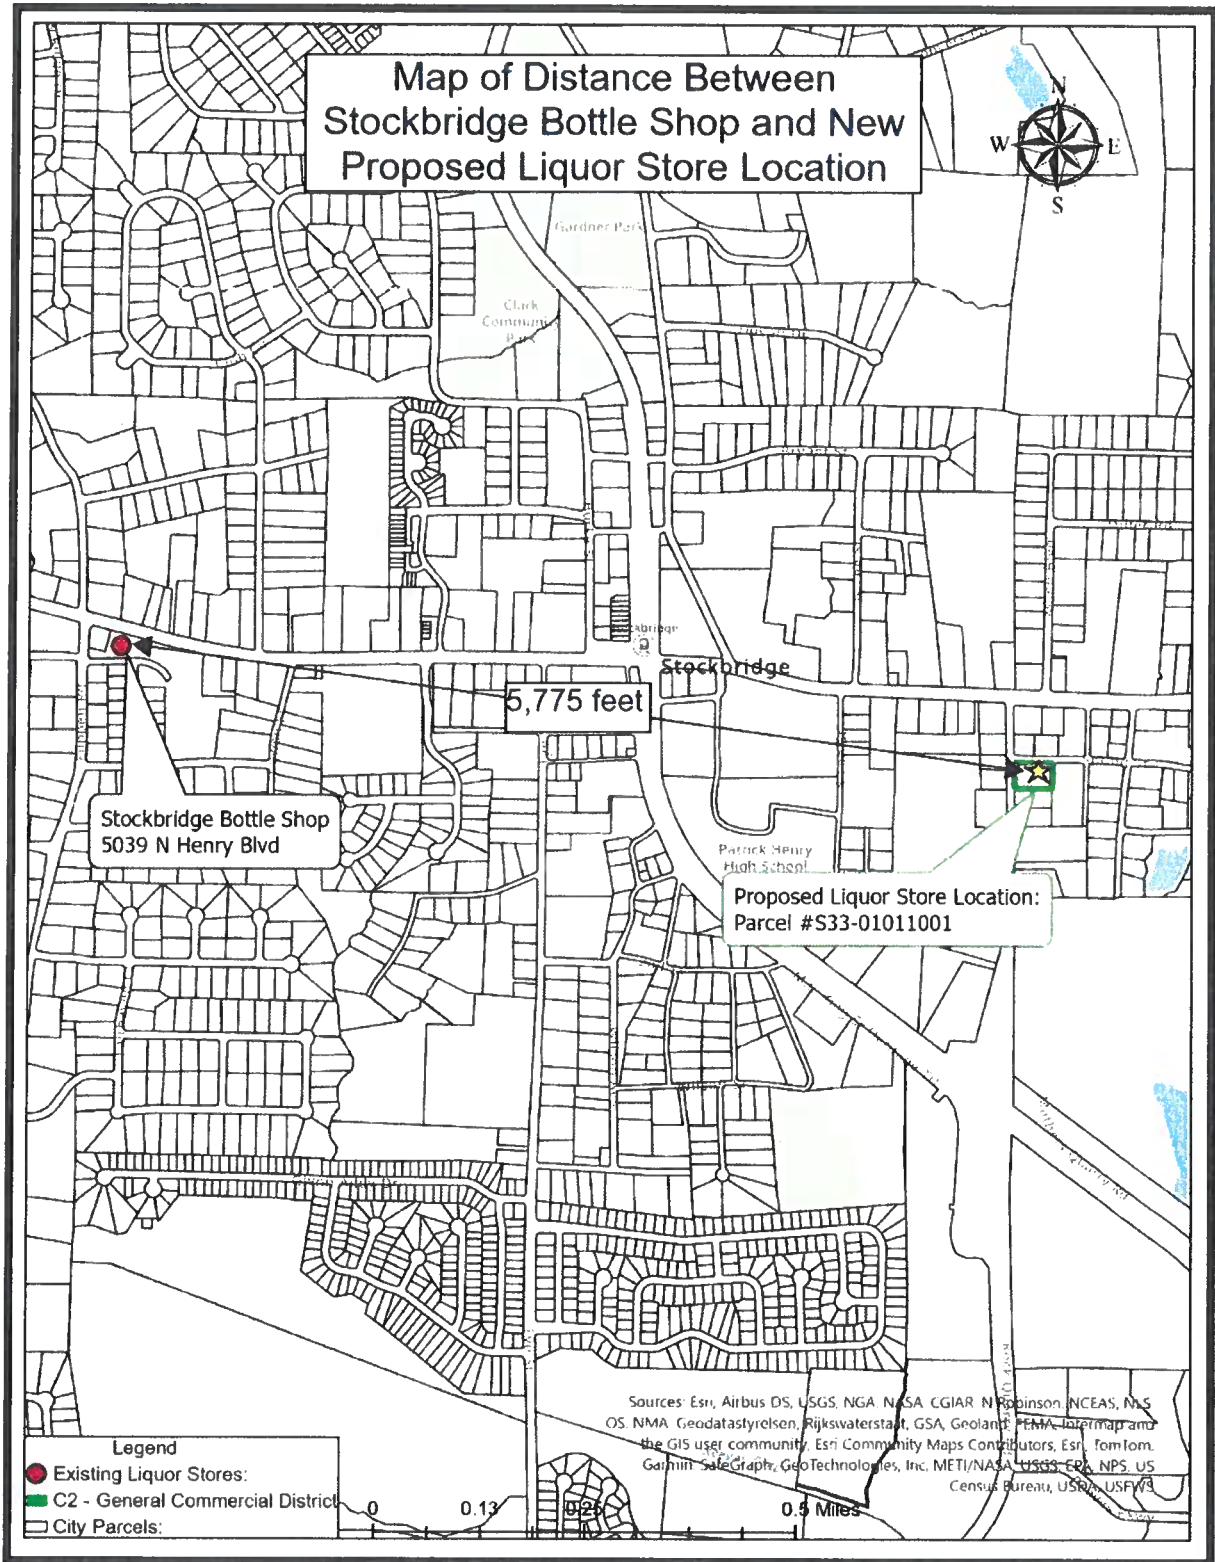 Map of Distance Between
Stockbridge Bottle Shop and New
Proposed Liquor Store Location
N
W E
S
Gardner Park
Clark
Community
Park
Stockbridge
Stockbridge
5,775 feet
Stockbridge Bottle Shop
5039 N Henry Blvd
Patrick Henry
High School
Proposed Liquor Store Location:
Parcel #S33-01011001
Sources: Esri, Airbus DS, USGS, NGA, NASA, CGIAR, N Robinson, NCEAS, NLS,
OS, NMA, Geodatastyrelsen, Rijkswaterstaat, GSA, Geoland, FEMA, Intermap and
the GIS user community, Esri Community Maps Contributors, Esri, TomTom,
Garmin, SafeGraph, GeoTechnologies, Inc, METI/NASA, USGS, EPA, NPS, US
Census Bureau, USDA, USFWS
Legend
Existing Liquor Stores:
C2 - General Commercial District
City Parcels:
0 0.13 0.25 0.5 Miles